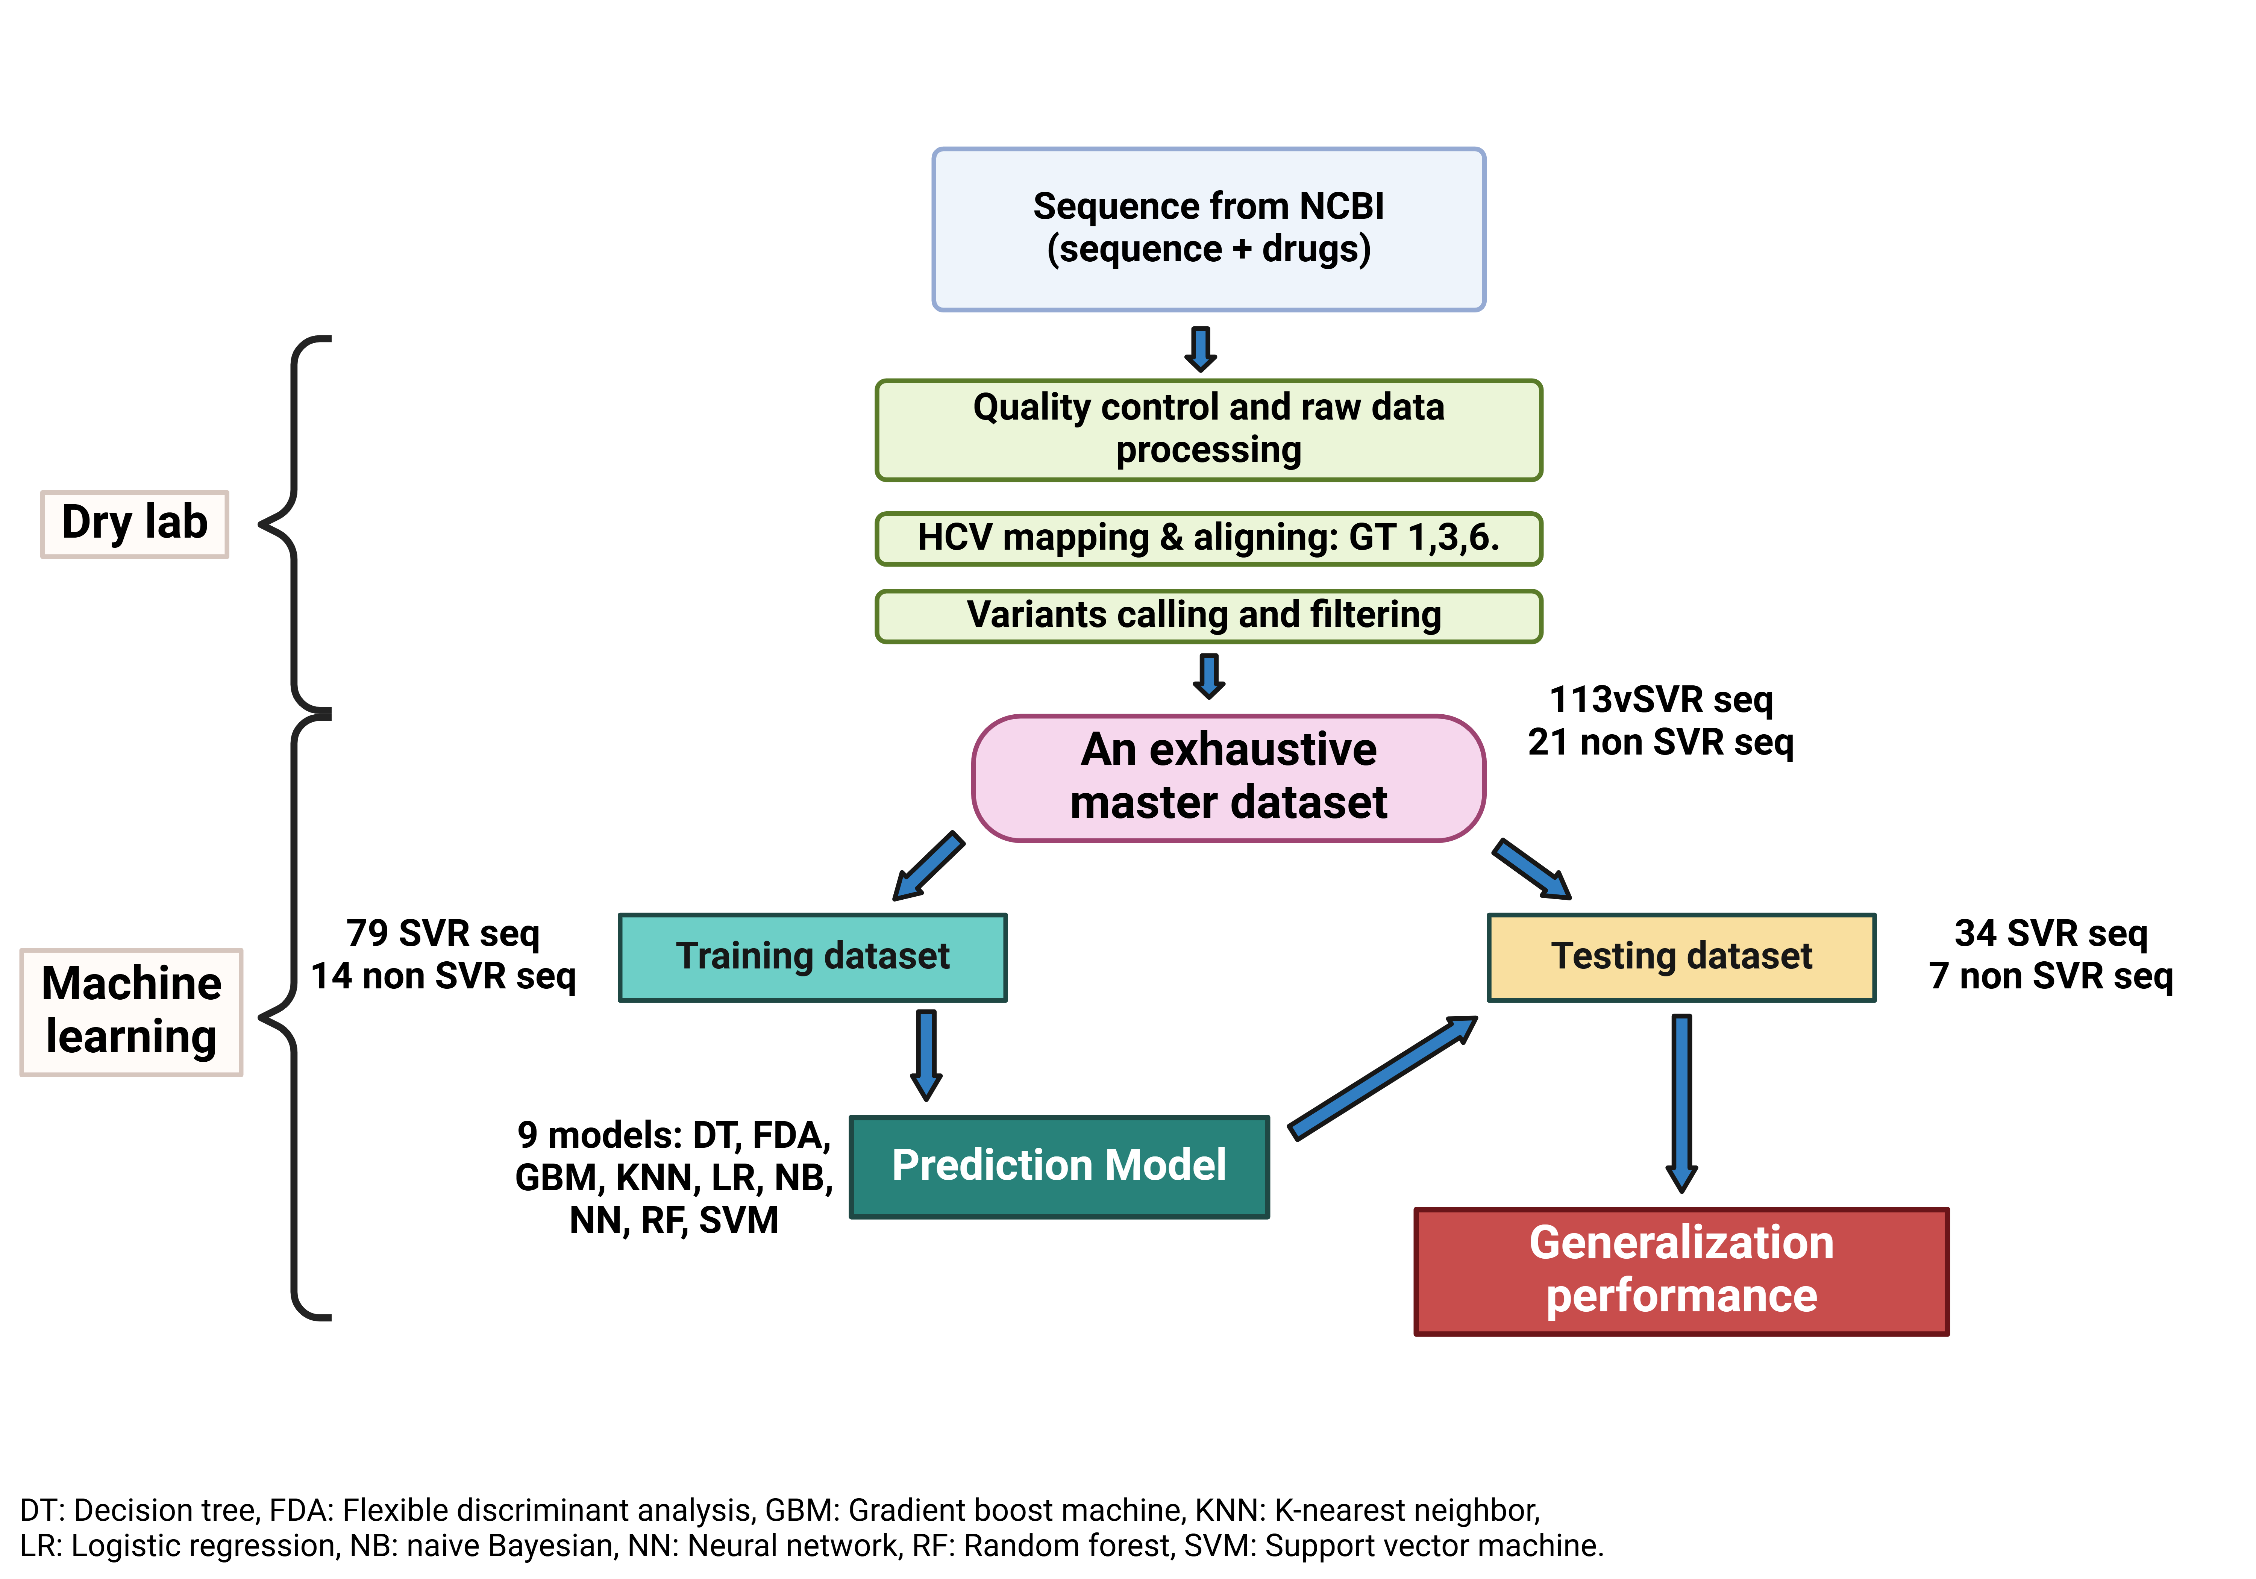 Sequence from NCBI
(sequence + drugs)
Quality control and raw data
processing
Dry lab
HCV mapping & aligning: GT 1,3,6.
Variants calling and filtering
113vSVR seq
21 non SVR seq
An exhaustive
master dataset
79 SVR seq
14 non SVR seq
Training dataset
Testing dataset
34 SVR seq
7 non SVR seq
Machine
learning
9 models: DT, FDA,
GBM, KNN, LR, NB,
NN, RF, SVM
Prediction Model
Generalization
performance
DT: Decision tree, FDA: Flexible discriminant analysis, GBM: Gradient boost machine, KNN: K-nearest neighbor,
LR: Logistic regression, NB: naive Bayesian, NN: Neural network, RF: Random forest, SVM: Support vector machine.